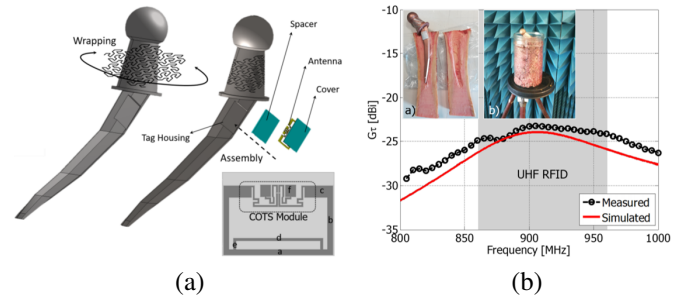 a)
Wrapping
Spacer
Antenna
Cover
Tag Housing
Assembly
f
c
COTS Module
b
d
e
a
(a)
b)
-10
-15
-20
-25
-30
-35
Gτ [dBi]
a)
b)
UHF RFID
Measured
Simulated
800
850
900
950
1000
Frequency [MHz]
(b)